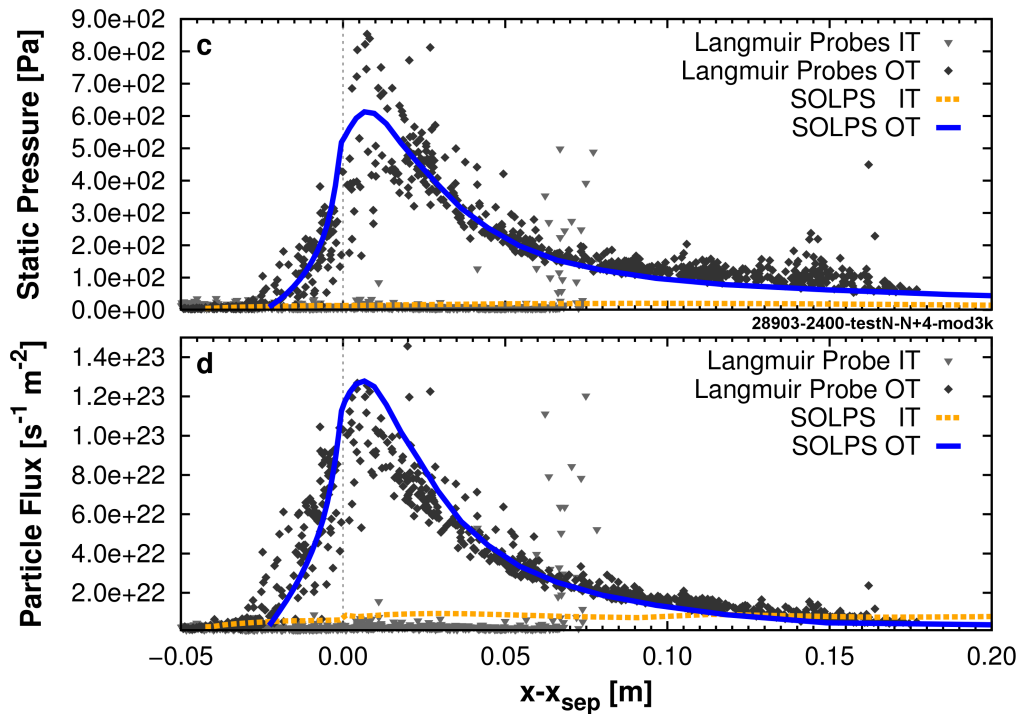 9.0e+02
8.0e+02
7.0e+02
6.0e+02
5.0e+02
4.0e+02
3.0e+02
2.0e+02
1.0e+02
0.0e+00
Static Pressure [Pa]
c
Langmuir Probes IT
Langmuir Probes OT
SOLPS IT
SOLPS OT
28903-2400-testN-N+4-mod3k
1.4e+23
1.2e+23
1.0e+23
8.0e+22
6.0e+22
4.0e+22
2.0e+22
Particle Flux [s⁻¹ m⁻²]
d
Langmuir Probe IT
Langmuir Probe OT
SOLPS IT
SOLPS OT
−0.05 0.00 0.05 0.10 0.15 0.20
x-x_sep [m]